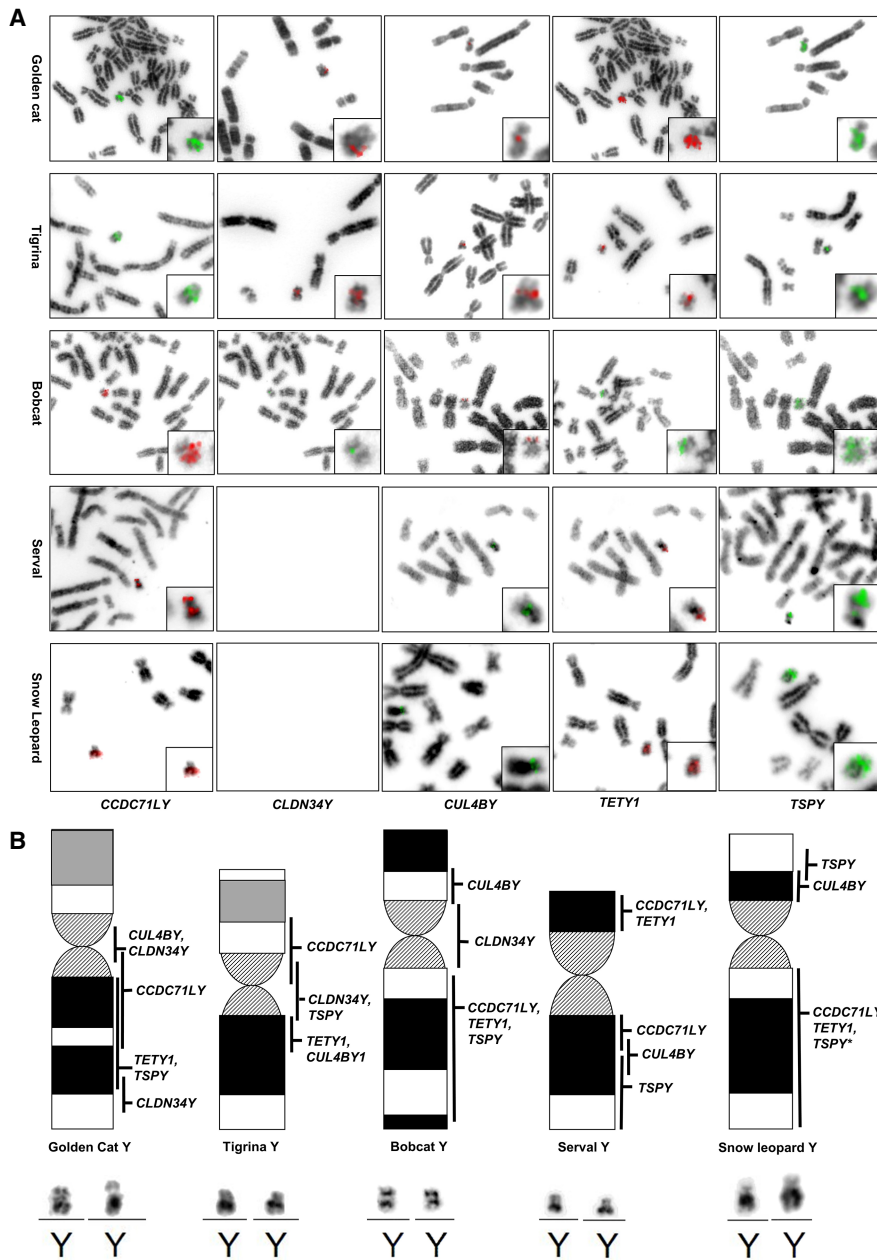 A
Golden cat
Tigrina
Bobcat
Serval
Snow Leopard
CCDC71LY
CLDN34Y
CUL4BY
TETY1
TSPY
B
CUL4BY,
CLDN34Y
CCDC71LY
TETY1,
TSPY
CLDN34Y
Golden Cat Y
CCDC71LY
CLDN34Y,
TSPY
TETY1,
CUL4BY1
Tigrina Y
CUL4BY
CLDN34Y
CCDC71LY,
TETY1,
TSPY
Bobcat Y
CCDC71LY,
TETY1
CCDC71LY
CUL4BY
TSPY
Serval Y
TSPY
CUL4BY
CCDC71LY
TETY1,
TSPY*
Snow leopard Y
Y Y Y Y Y Y Y Y Y Y